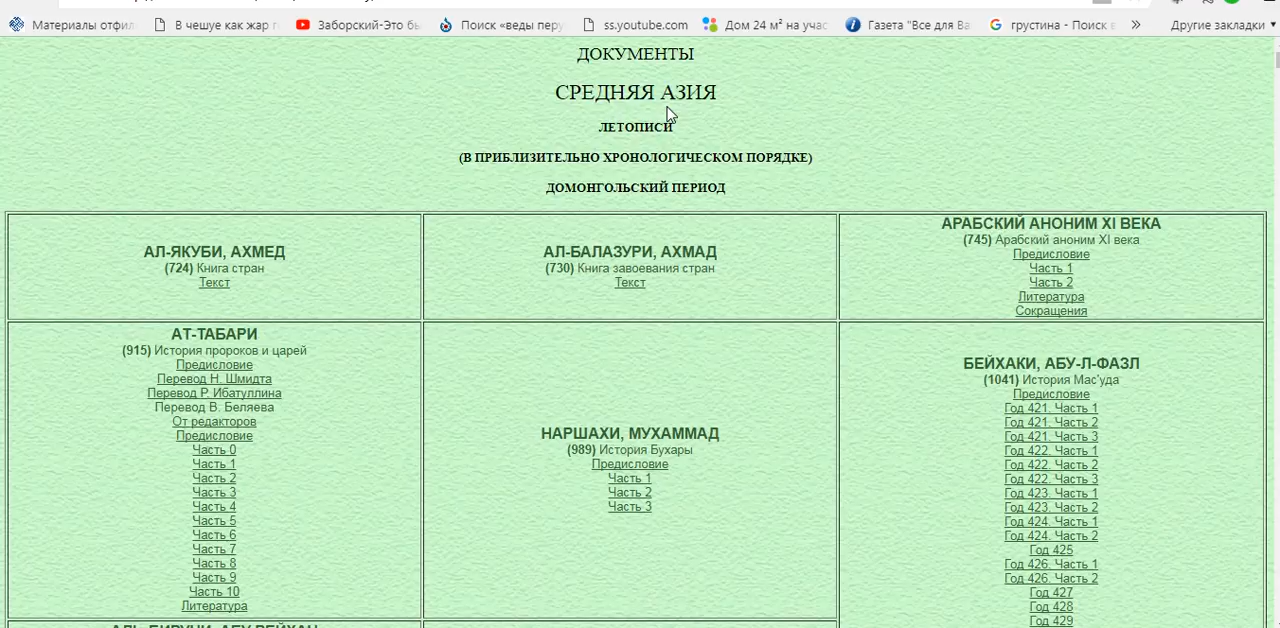 Материалы отфил
В чешуе как жар г
Заборский-Это бы
Поиск «веды перу
ss.youtube.com
Дом 24 м² на учас
Газета "Все для Ва
грустина - Поиск в
»
Другие закладки
ДОКУМЕНТЫ
СРЕДНЯЯ АЗИЯ
ЛЕТОПИСИ
(В ПРИБЛИЗИТЕЛЬНО ХРОНОЛОГИЧЕСКОМ ПОРЯДКЕ)
ДОМОНГОЛЬСКИЙ ПЕРИОД
АЛ-ЯКУБИ, АХМЕД
(724) Книга стран
Текст
АЛ-БАЛАЗУРИ, АХМАД
(730) Книга завоевания стран
Текст
АРАБСКИЙ АНОНИМ XI ВЕКА
(745) Арабский аноним XI века
Предисловие
Часть 1
Часть 2
Литература
Сокращения
АТ-ТАБАРИ
(915) История пророков и царей
Предисловие
Перевод Н. Шмидта
Перевод Р. Ибатуллина
Перевод В. Беляева
От редакторов
Предисловие
Часть 0
Часть 1
Часть 2
Часть 3
Часть 4
Часть 5
Часть 6
Часть 7
Часть 8
Часть 9
Часть 10
Литература
НАРШАХИ, МУХАММАД
(989) История Бухары
Предисловие
Часть 1
Часть 2
Часть 3
БЕЙХАКИ, АБУ-Л-ФАЗЛ
(1041) История Мас'уда
Предисловие
Год 421. Часть 1
Год 421. Часть 2
Год 421. Часть 3
Год 422. Часть 1
Год 422. Часть 2
Год 422. Часть 3
Год 423. Часть 1
Год 423. Часть 2
Год 424. Часть 1
Год 424. Часть 2
Год 425
Год 426. Часть 1
Год 426. Часть 2
Год 427
Год 428
Год 429